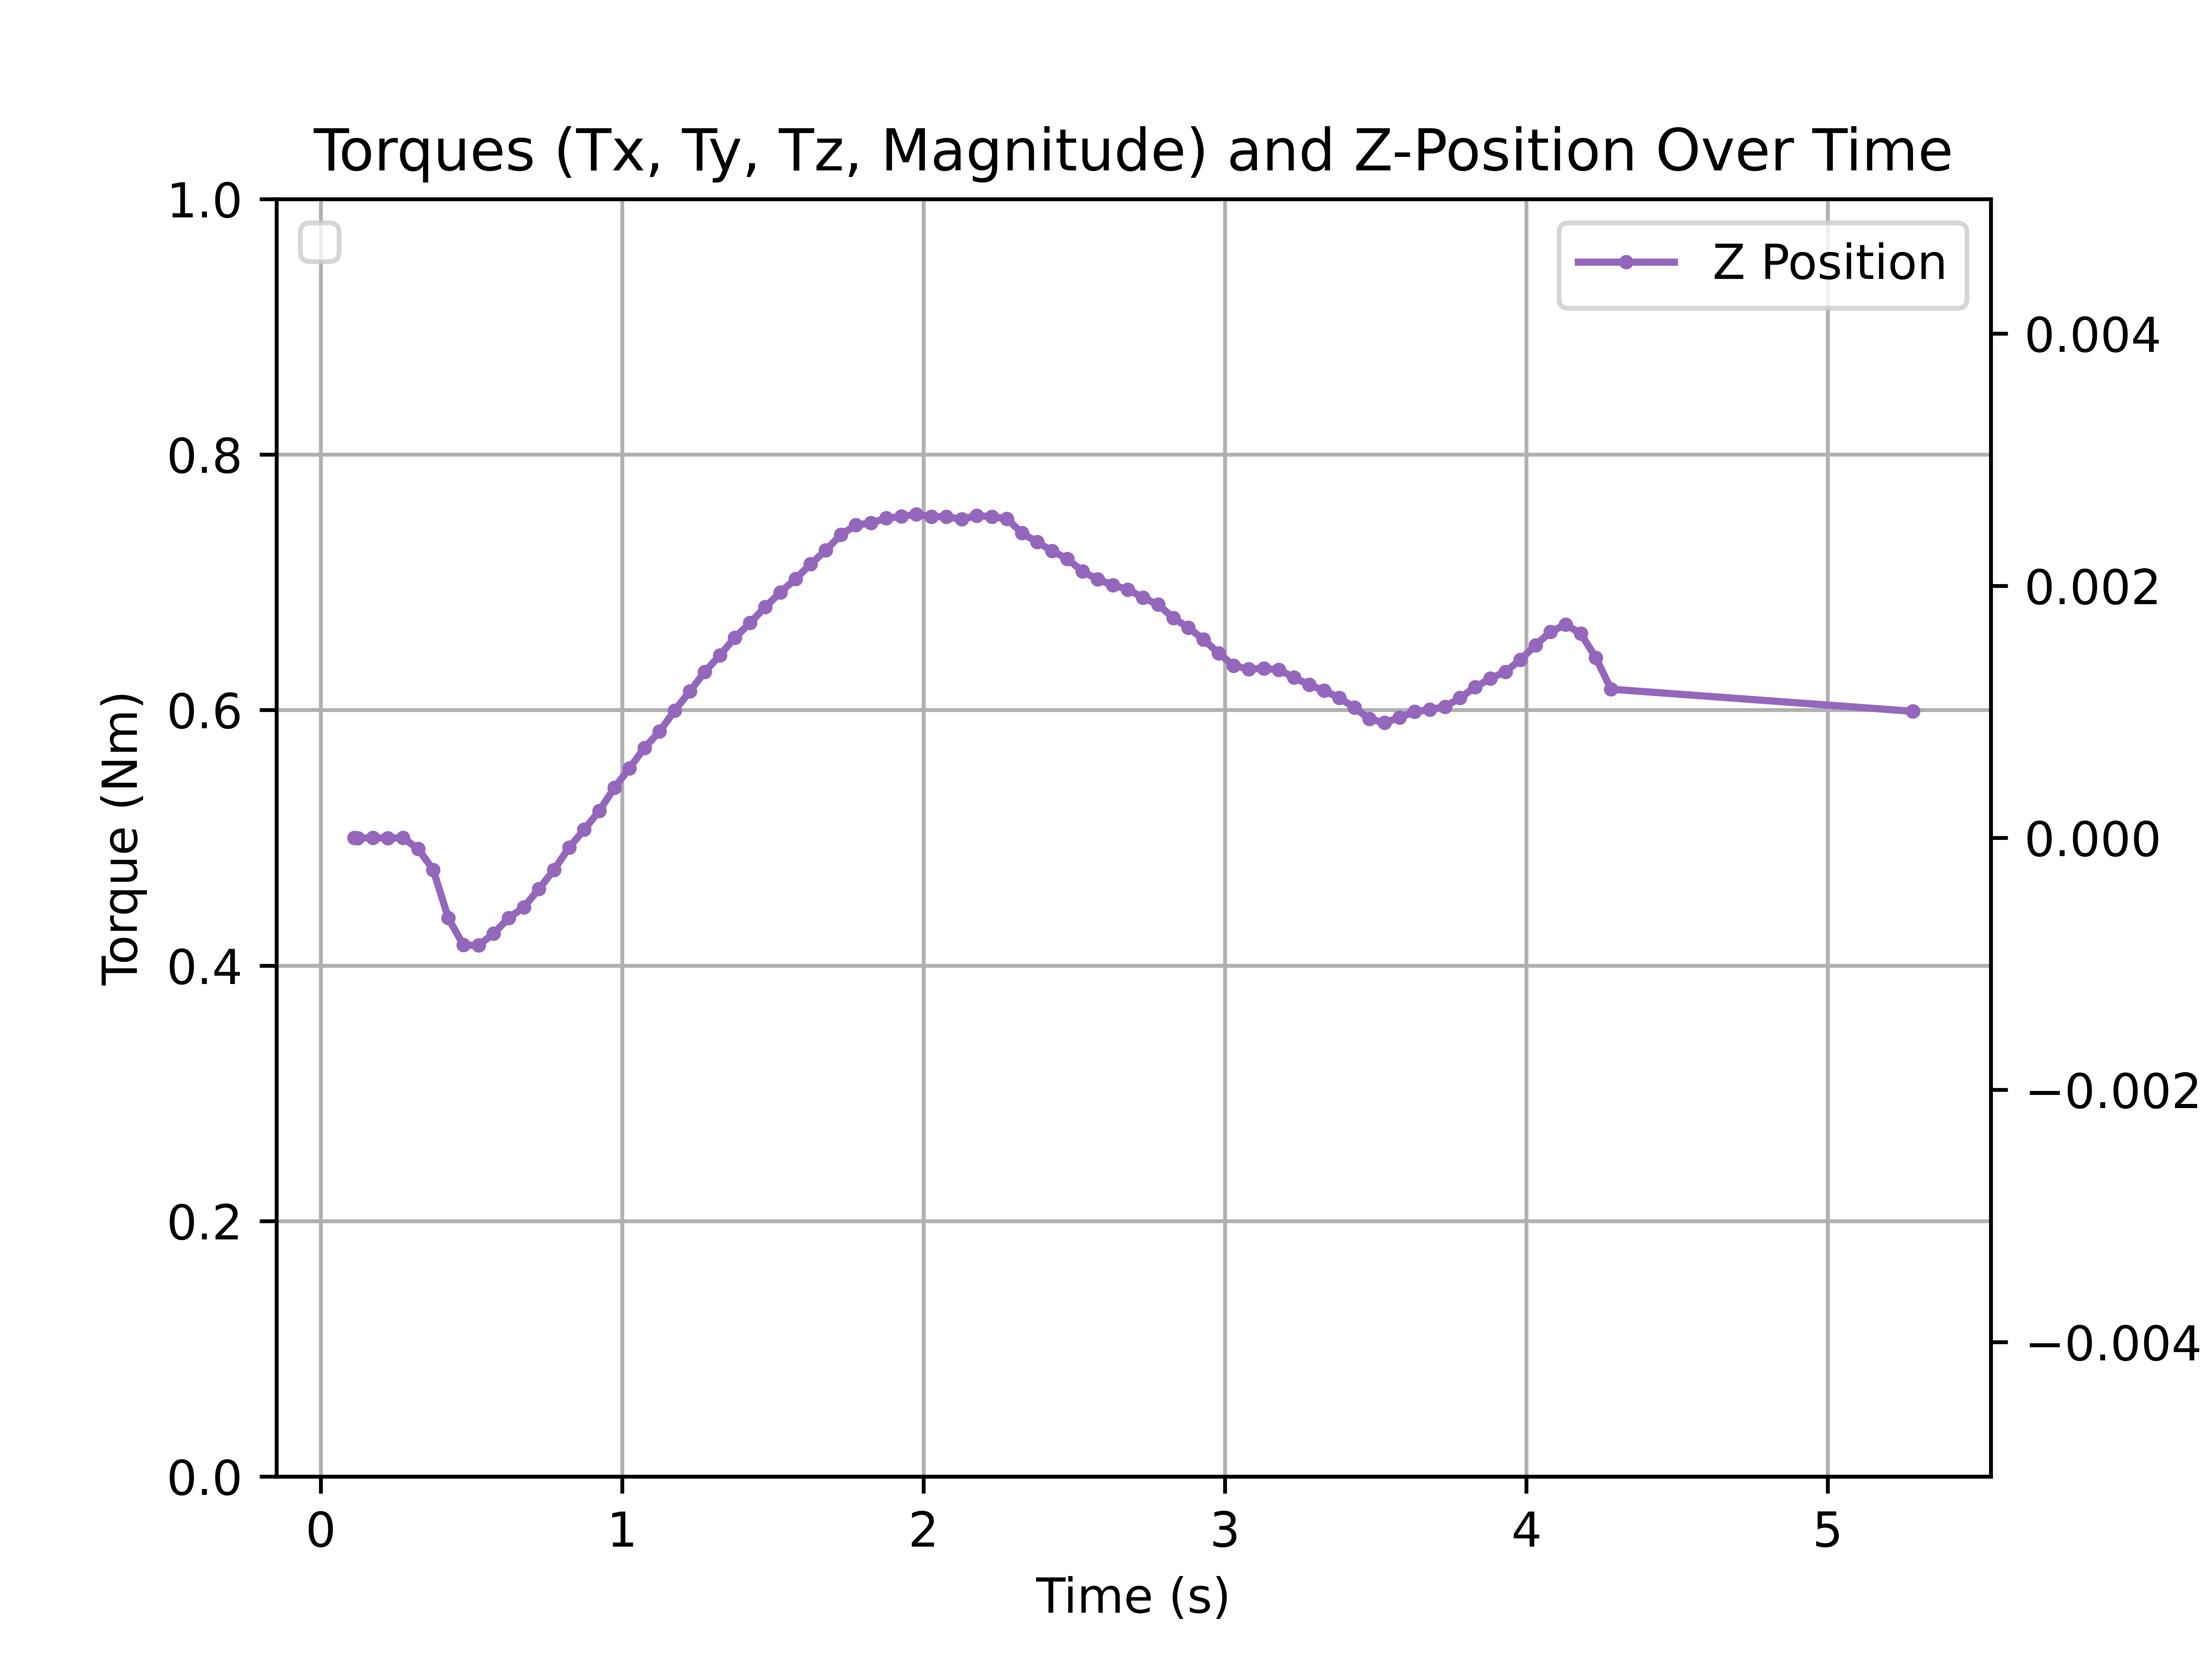 Torques (Tx, Ty, Tz, Magnitude) and Z-Position Over Time
Z Position
Torque (Nm)
1.0
0.8
0.6
0.4
0.2
0.0
0.004
0.002
0.000
−0.002
−0.004
0 1 2 3 4 5
Time (s)